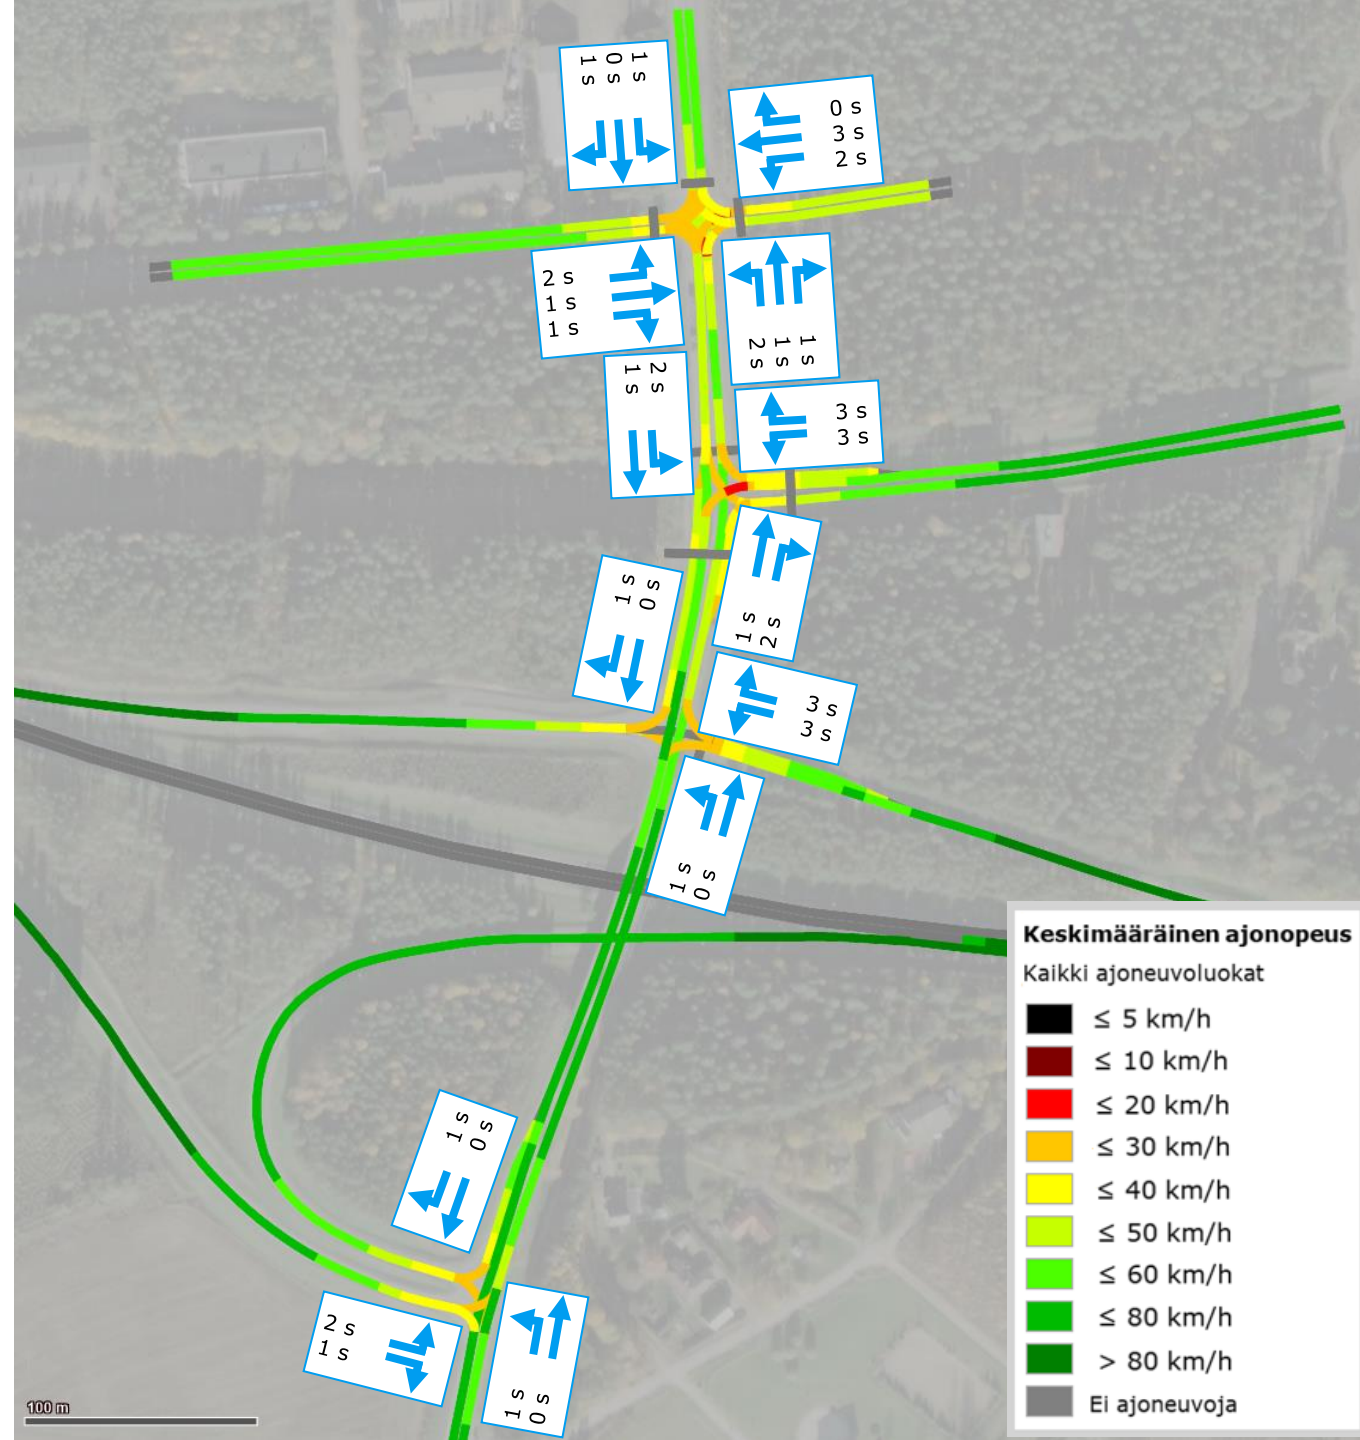 1 s
0 s
1 s
0 s
3 s
2 s
2 s
1 s
1 s
2 s
1 s
1 s
1 s
2 s
3 s
3 s
1 s
2 s
1 s
0 s
3 s
3 s
1 s
0 s
Keskimääräinen ajonopeus
Kaikki ajoneuvoluokat
≤ 5 km/h
≤ 10 km/h
≤ 20 km/h
≤ 30 km/h
≤ 40 km/h
≤ 50 km/h
≤ 60 km/h
≤ 80 km/h
> 80 km/h
Ei ajoneuvoja
1 s
0 s
2 s
1 s
1 s
0 s
100 m